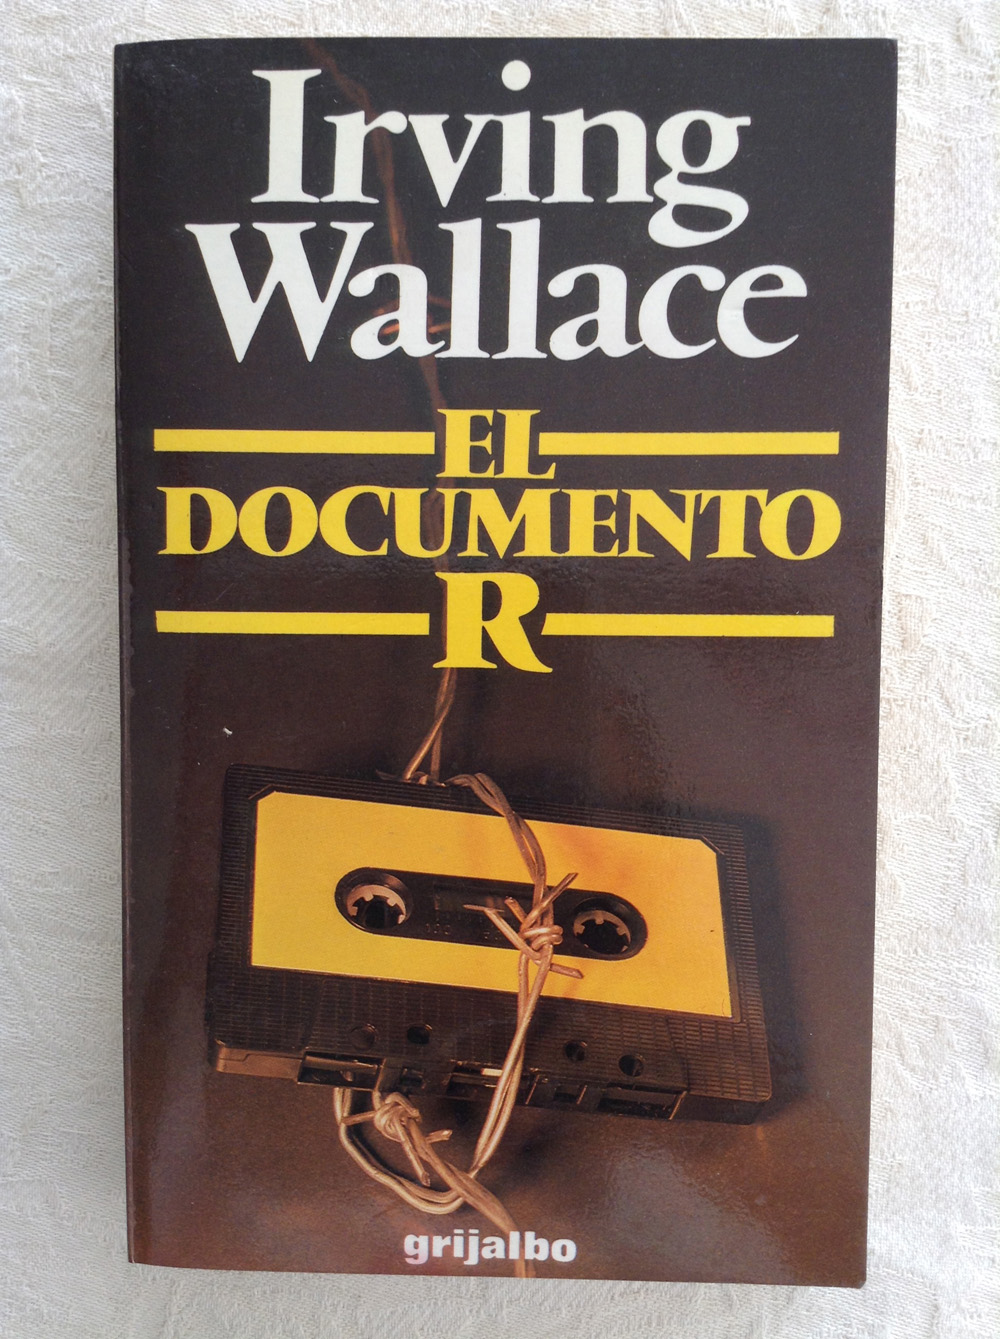 Irving
Wallace
EL
DOCUMENTO
R
grijalbo